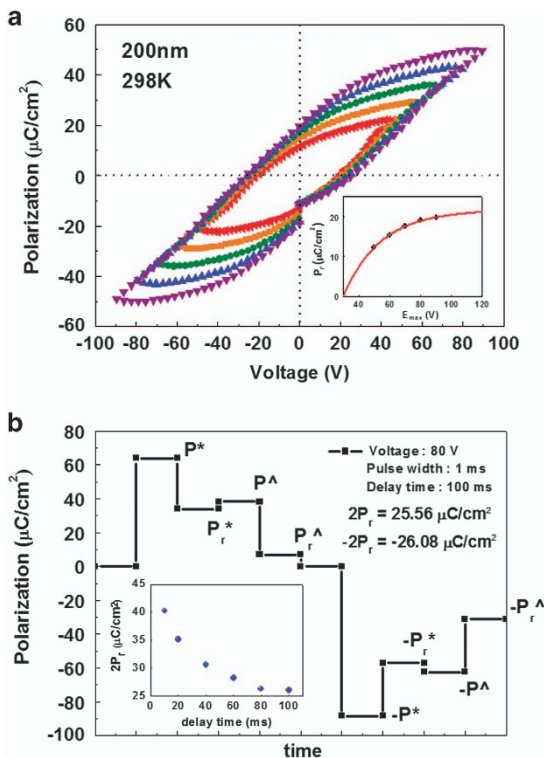 a
200nm
298K
Polarization (μC/cm²)
60
40
20
0
-20
-40
-60
-100 -80 -60 -40 -20 0 20 40 60 80 100
Voltage (V)
Pr (μC/cm²)
20
10
0
40 60 80 100 120
Emax (V)
b
Polarization (μC/cm²)
80
60
40
20
0
-20
-40
-60
-80
-100
P*
Pr*
P^
Pr^
Voltage : 80 V
Pulse width : 1 ms
Delay time : 100 ms
2Pr = 25.56 μC/cm²
-2Pr = -26.08 μC/cm²
2Pr (μC/cm²)
45
40
35
30
25
0 20 40 60 80 100
delay time (ms)
-P*
-Pr*
-P^
-Pr^
time